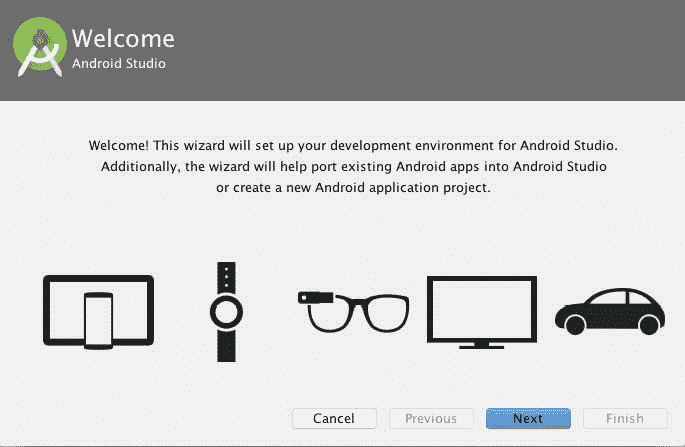 Welcome
Android Studio
Welcome! This wizard will set up your development environment for Android Studio.
Additionally, the wizard will help port existing Android apps into Android Studio
or create a new Android application project.
Cancel
Previous
Next
Finish